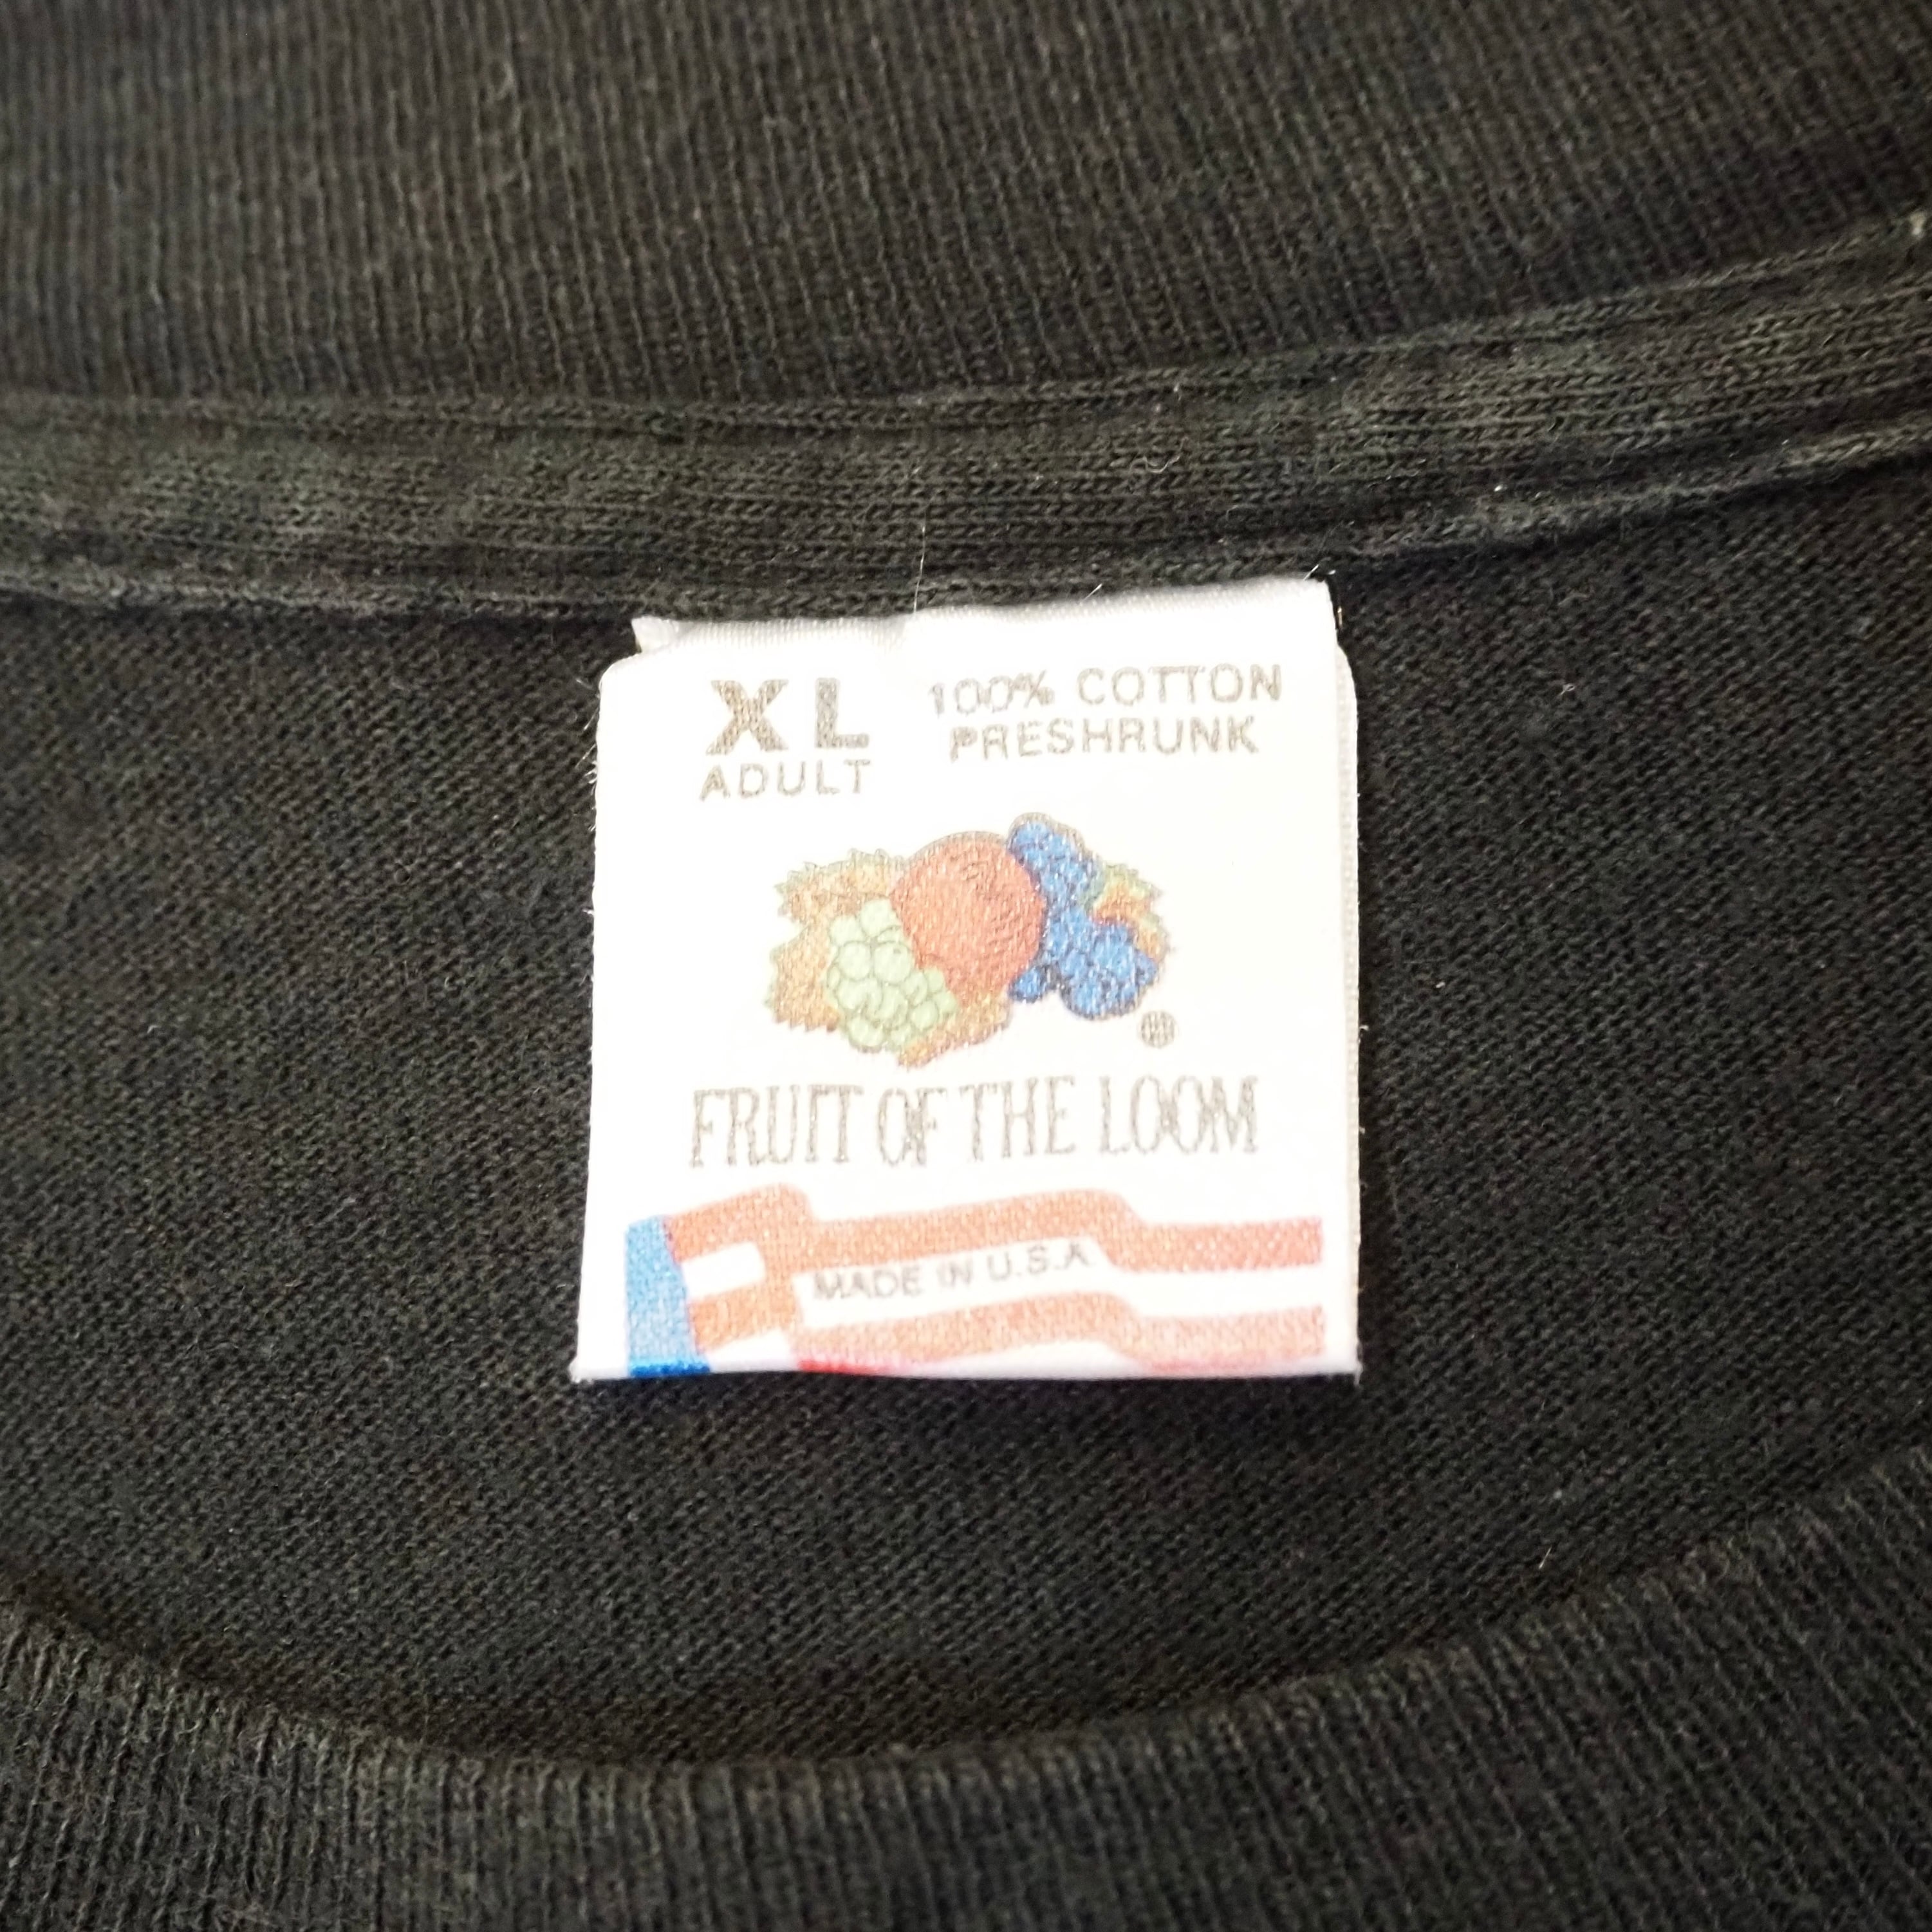 XL
ADULT
100% COTTON
PRESHRUNK
®
FRUIT OF THE LOOM
MADE IN U.S.A